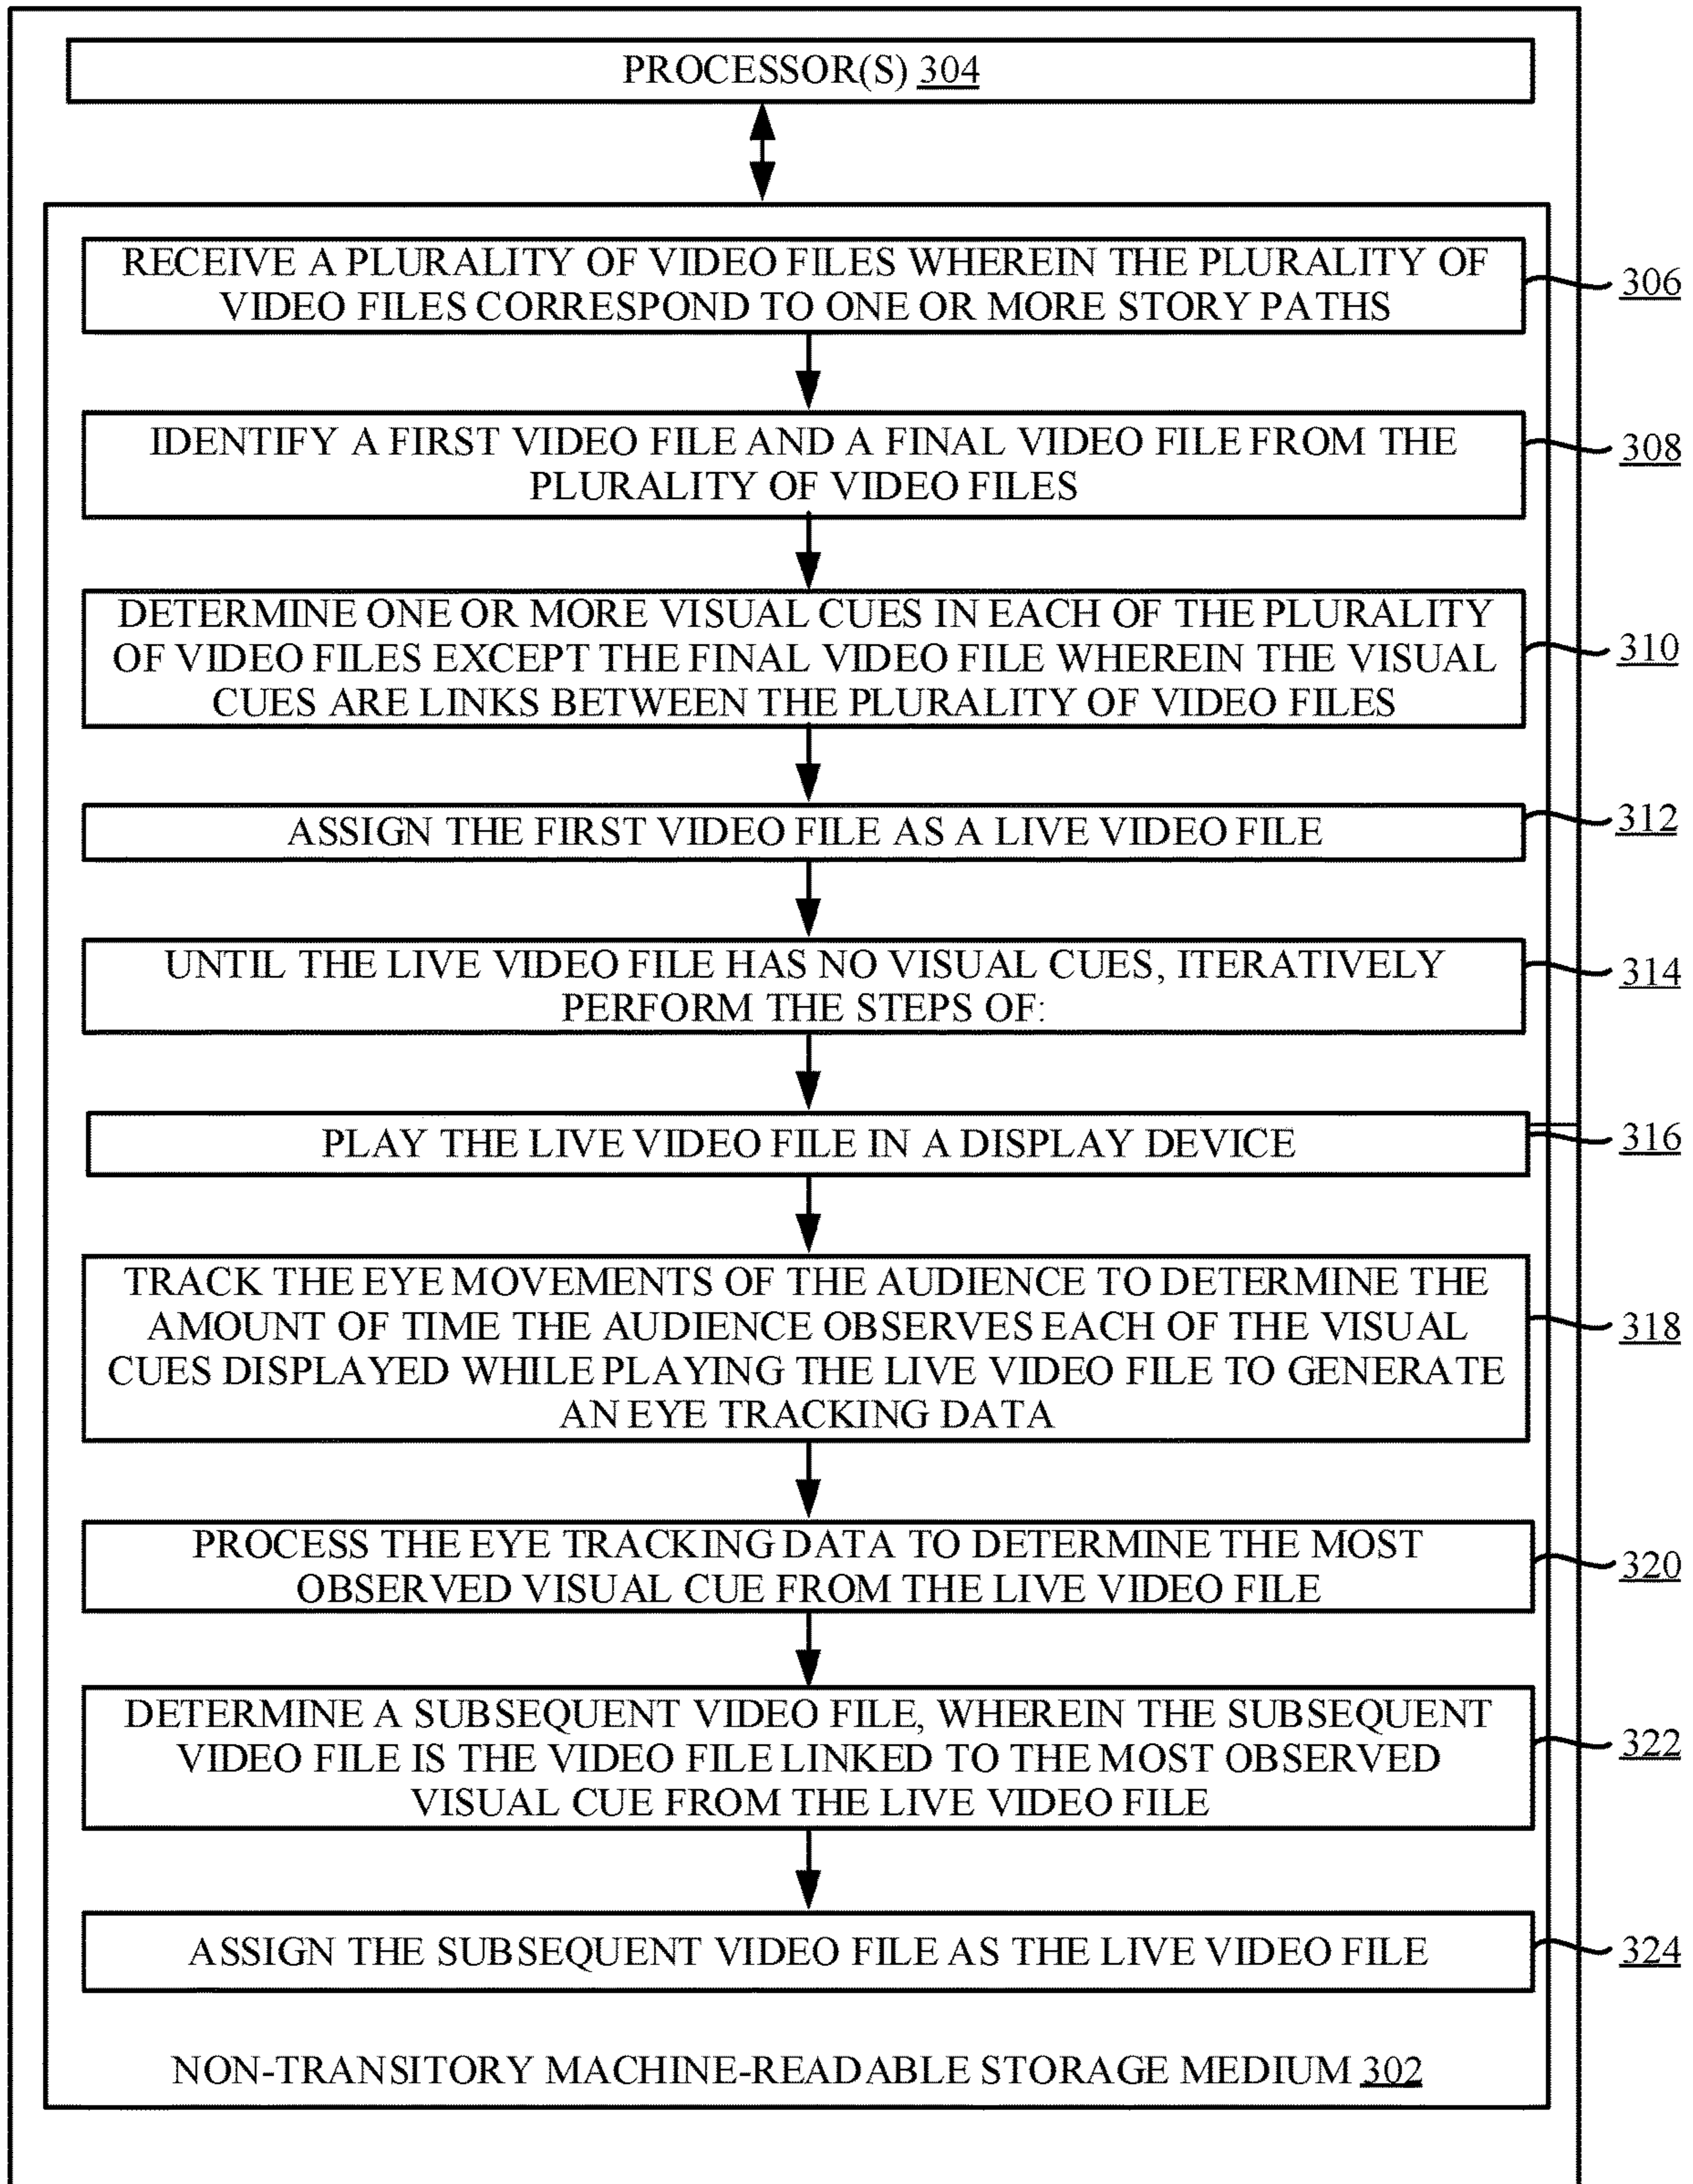 PROCESSOR(S) 304
RECEIVE A PLURALITY OF VIDEO FILES WHEREIN THE PLURALITY OF
VIDEO FILES CORRESPOND TO ONE OR MORE STORY PATHS
306
IDENTIFY A FIRST VIDEO FILE AND A FINAL VIDEO FILE FROM THE
PLURALITY OF VIDEO FILES
308
DETERMINE ONE OR MORE VISUAL CUES IN EACH OF THE PLURALITY
OF VIDEO FILES EXCEPT THE FINAL VIDEO FILE WHEREIN THE VISUAL
CUES ARE LINKS BETWEEN THE PLURALITY OF VIDEO FILES
310
ASSIGN THE FIRST VIDEO FILE AS A LIVE VIDEO FILE
312
UNTIL THE LIVE VIDEO FILE HAS NO VISUAL CUES, ITERATIVELY
PERFORM THE STEPS OF:
314
PLAY THE LIVE VIDEO FILE IN A DISPLAY DEVICE
316
TRACK THE EYE MOVEMENTS OF THE AUDIENCE TO DETERMINE THE
AMOUNT OF TIME THE AUDIENCE OBSERVES EACH OF THE VISUAL
CUES DISPLAYED WHILE PLAYING THE LIVE VIDEO FILE TO GENERATE
AN EYE TRACKING DATA
318
PROCESS THE EYE TRACKING DATA TO DETERMINE THE MOST
OBSERVED VISUAL CUE FROM THE LIVE VIDEO FILE
320
DETERMINE A SUBSEQUENT VIDEO FILE, WHEREIN THE SUBSEQUENT
VIDEO FILE IS THE VIDEO FILE LINKED TO THE MOST OBSERVED
VISUAL CUE FROM THE LIVE VIDEO FILE
322
ASSIGN THE SUBSEQUENT VIDEO FILE AS THE LIVE VIDEO FILE
324
NON-TRANSITORY MACHINE-READABLE STORAGE MEDIUM 302